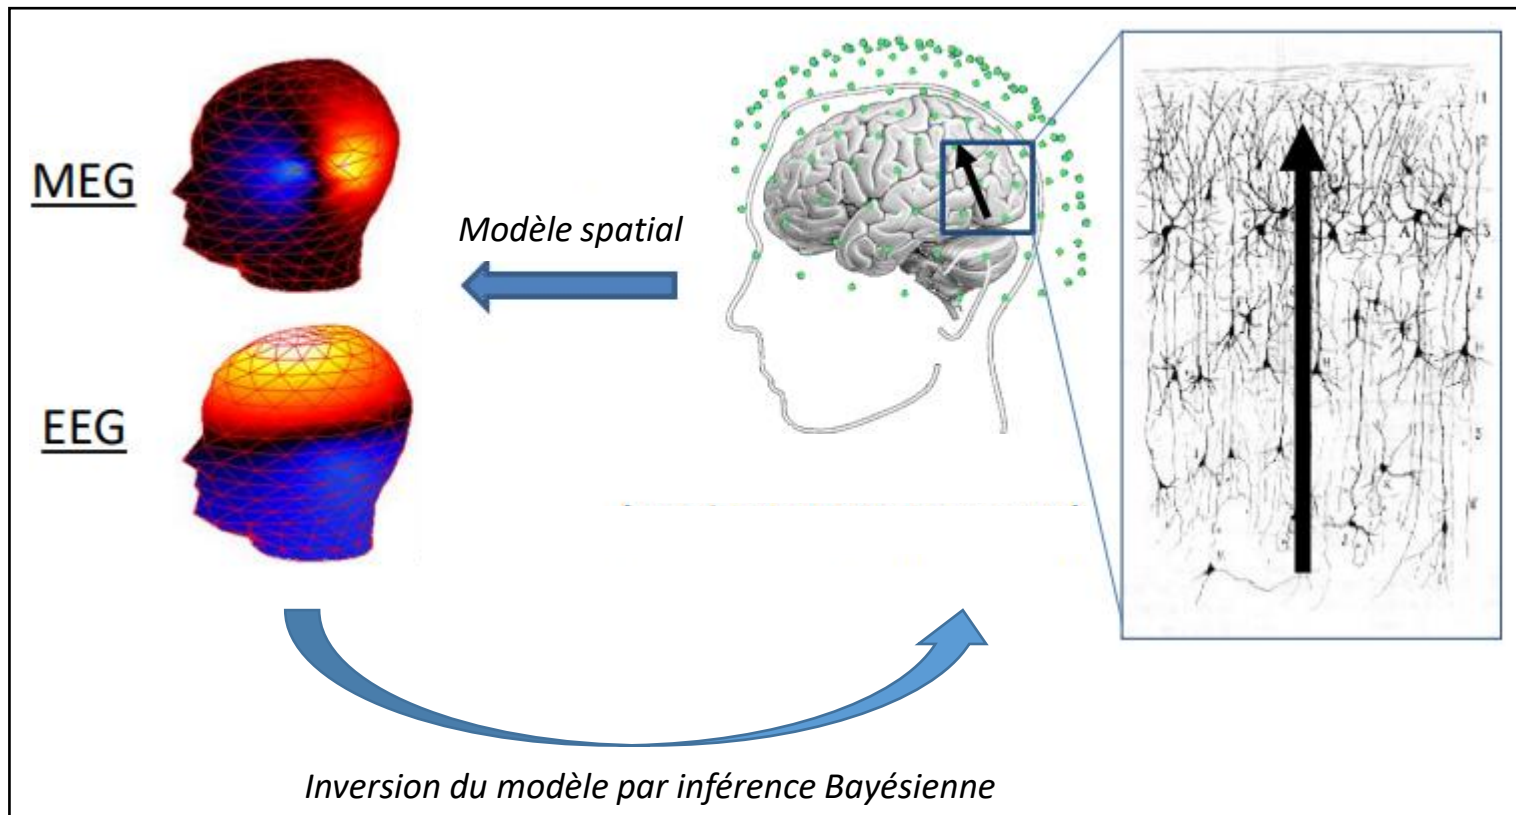 MEG
Modèle spatial
EEG
Inversion du modèle par inférence Bayésienne